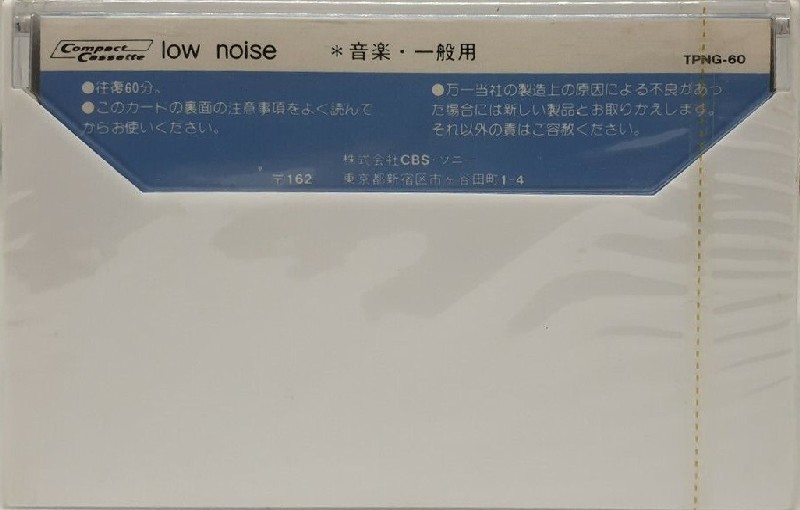 Compact Cassette low noise *音楽・一般用 TPNG-60
●往復60分。
●このカードの裏面の注意事項をよく読んで
からお使いください。
●万一当社の製造上の原因による不良があっ
た場合には新しい製品とお取りかえします。
それ以外の責はご容赦ください。
株式会社CBS・ソニー
〒162 東京都新宿区市ヶ谷田町1-4